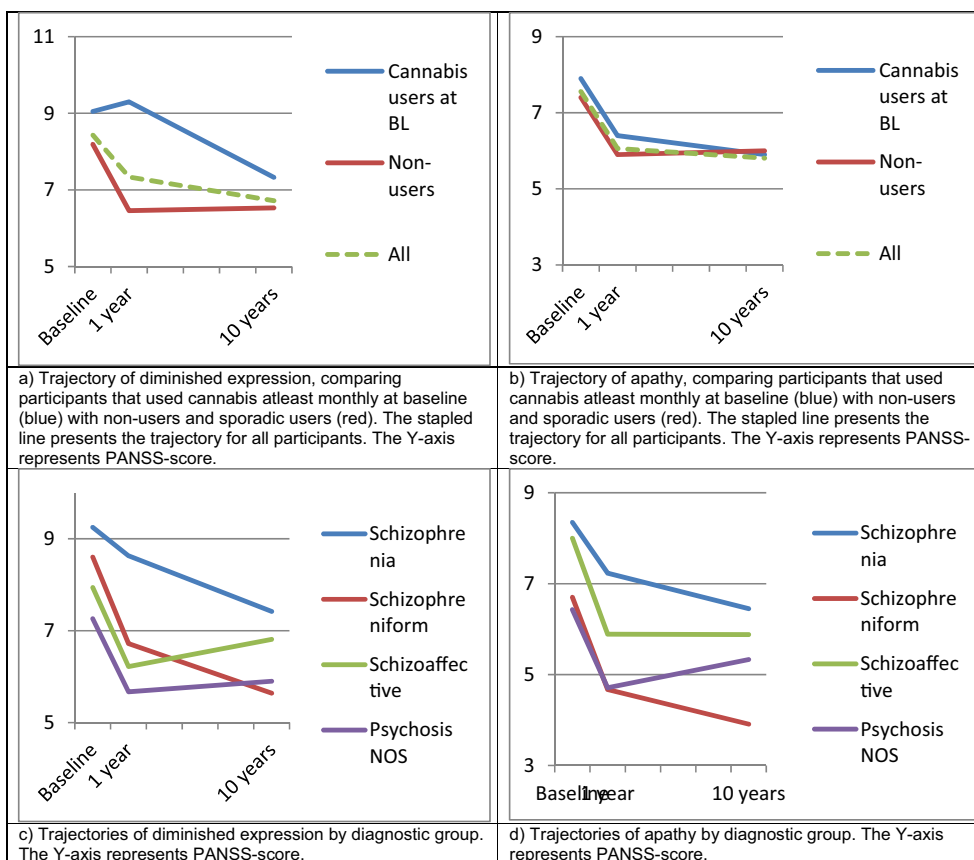 11
9
7
5
Baseline
1 year
10 years
Cannabis
users at
BL
Non-
users
All
9
7
5
3
Baseline
1 year
10 years
Cannabis
users at
BL
Non-
users
All
a) Trajectory of diminished expression, comparing
participants that used cannabis atleast monthly at baseline
(blue) with non-users and sporadic users (red). The stapled
line presents the trajectory for all participants. The Y-axis
represents PANSS-score.
b) Trajectory of apathy, comparing participants that used
cannabis atleast monthly at baseline (blue) with non-users
and sporadic users (red). The stapled line presents the
trajectory for all participants. The Y-axis represents PANSS-
score.
9
7
5
Baseline
1 year
10 years
Schizophre
nia
Schizophre
niform
Schizoaffec
tive
Psychosis
NOS
9
7
5
3
Baseline
1 year
10 years
Schizophre
nia
Schizophre
niform
Schizoaffec
tive
Psychosis
NOS
c) Trajectories of diminished expression by diagnostic group.
The Y-axis represents PANSS-score.
d) Trajectories of apathy by diagnostic group. The Y-axis
represents PANSS-score.